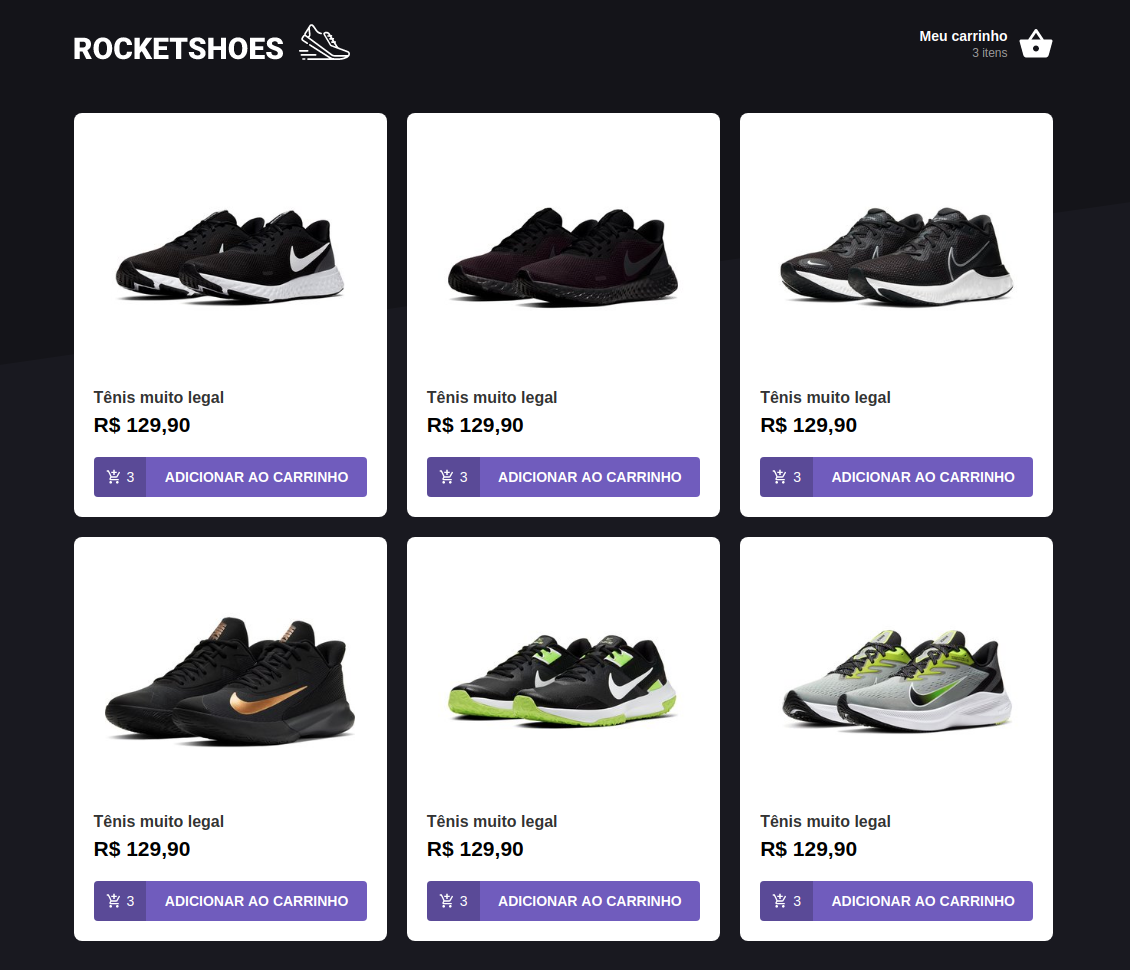 ROCKETSHOES
Meu carrinho
3 itens
Tênis muito legal
R$ 129,90
3 ADICIONAR AO CARRINHO
Tênis muito legal
R$ 129,90
3 ADICIONAR AO CARRINHO
Tênis muito legal
R$ 129,90
3 ADICIONAR AO CARRINHO
Tênis muito legal
R$ 129,90
3 ADICIONAR AO CARRINHO
Tênis muito legal
R$ 129,90
3 ADICIONAR AO CARRINHO
Tênis muito legal
R$ 129,90
3 ADICIONAR AO CARRINHO